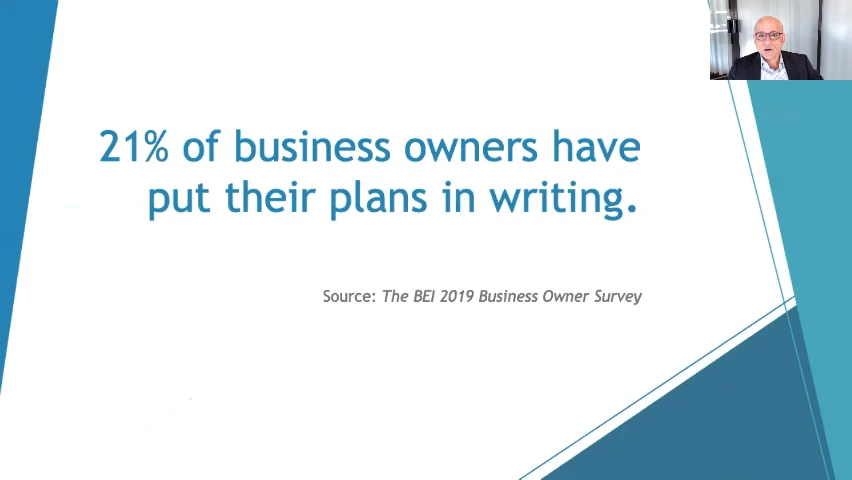 21% of business owners have
put their plans in writing.
Source: The BEI 2019 Business Owner Survey